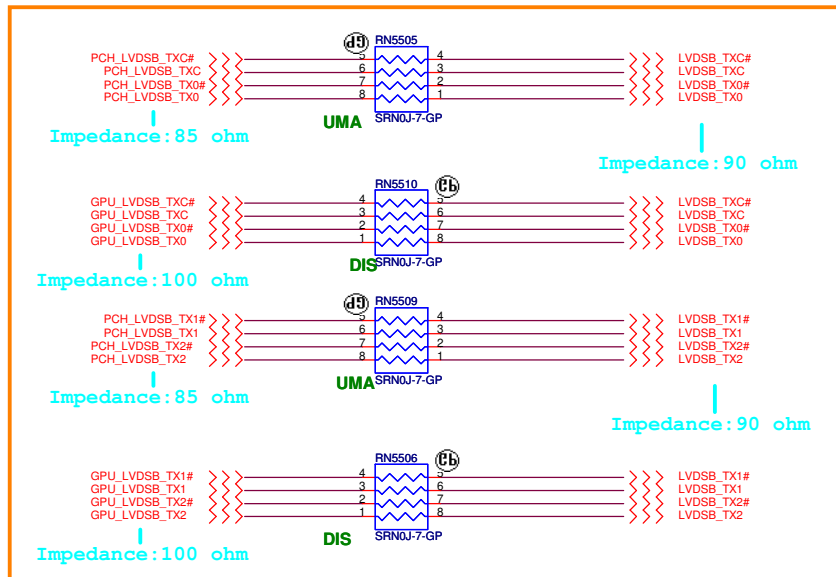 RN5505
GP
PCH_LVDSB_TXC# 5 4 LVDSB_TXC#
PCH_LVDSB_TXC 6 3 LVDSB_TXC
PCH_LVDSB_TX0# 7 2 LVDSB_TX0#
PCH_LVDSB_TX0 8 1 LVDSB_TX0
UMA SRN0J-7-GP
Impedance:85 ohm
Impedance:90 ohm
RN5510
GP
GPU_LVDSB_TXC# 4 5 LVDSB_TXC#
GPU_LVDSB_TXC 3 6 LVDSB_TXC
GPU_LVDSB_TX0# 2 7 LVDSB_TX0#
GPU_LVDSB_TX0 1 8 LVDSB_TX0
DIS SRN0J-7-GP
Impedance:100 ohm
RN5509
GP
PCH_LVDSB_TX1# 5 4 LVDSB_TX1#
PCH_LVDSB_TX1 6 3 LVDSB_TX1
PCH_LVDSB_TX2# 7 2 LVDSB_TX2#
PCH_LVDSB_TX2 8 1 LVDSB_TX2
UMA SRN0J-7-GP
Impedance:85 ohm
Impedance:90 ohm
RN5506
GP
GPU_LVDSB_TX1# 4 5 LVDSB_TX1#
GPU_LVDSB_TX1 3 6 LVDSB_TX1
GPU_LVDSB_TX2# 2 7 LVDSB_TX2#
GPU_LVDSB_TX2 1 8 LVDSB_TX2
DIS SRN0J-7-GP
Impedance:100 ohm